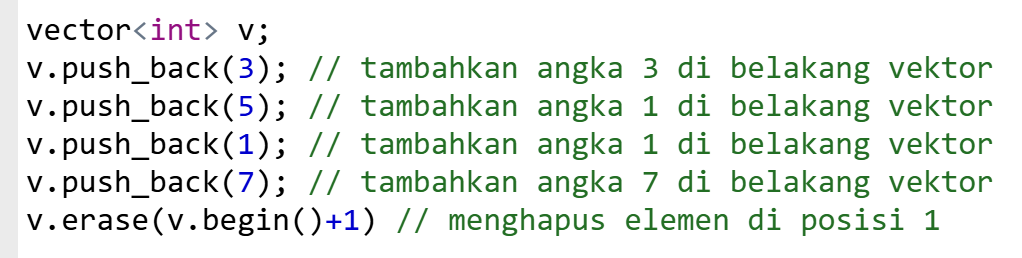 vector<int> v;
v.push_back(3); // tambahkan angka 3 di belakang vektor
v.push_back(5); // tambahkan angka 1 di belakang vektor
v.push_back(1); // tambahkan angka 1 di belakang vektor
v.push_back(7); // tambahkan angka 7 di belakang vektor
v.erase(v.begin()+1) // menghapus elemen di posisi 1